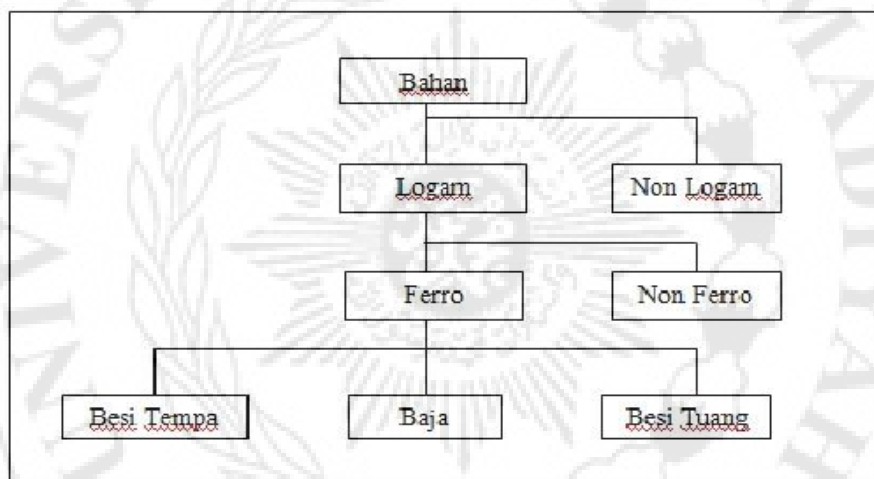 Bahan
Logam
Non Logam
Ferro
Non Ferro
Besi Tempa
Baja
Besi Tuang